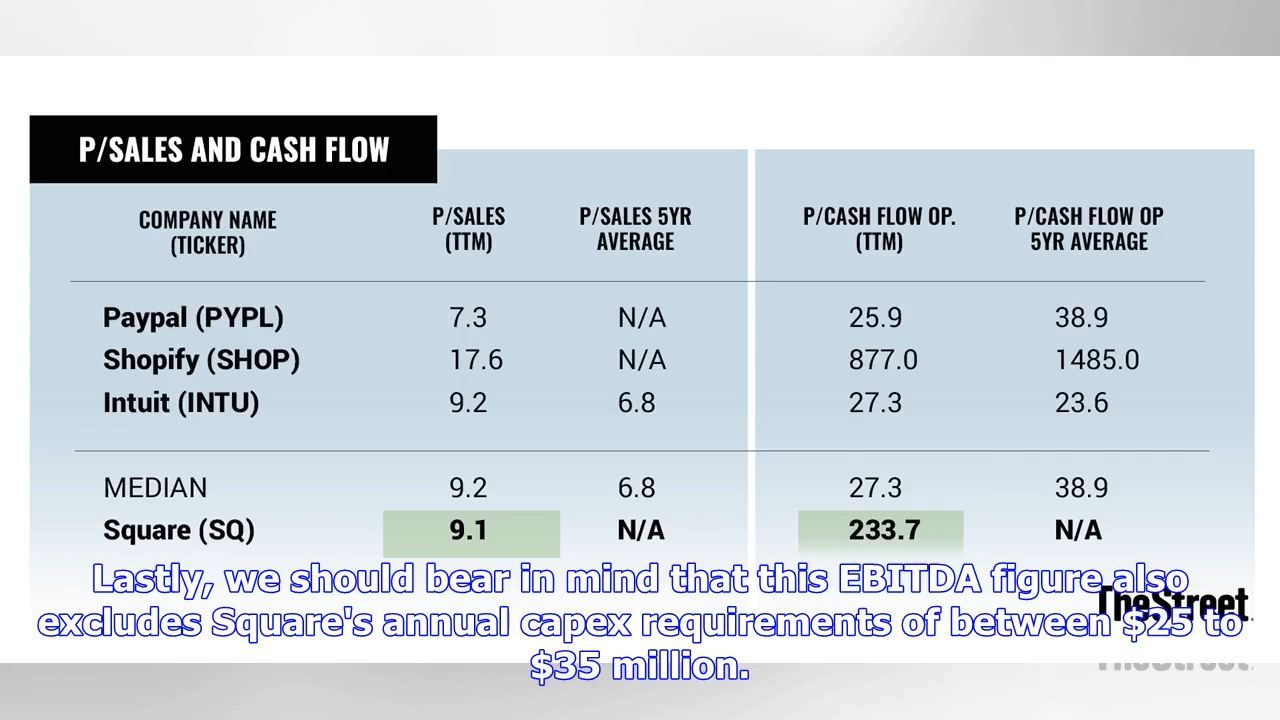 P/SALES AND CASH FLOW
COMPANY NAME (TICKER) P/SALES (TTM) P/SALES 5YR AVERAGE P/CASH FLOW OP. (TTM) P/CASH FLOW OP 5YR AVERAGE
Paypal (PYPL) 7.3 N/A 25.9 38.9
Shopify (SHOP) 17.6 N/A 877.0 1485.0
Intuit (INTU) 9.2 6.8 27.3 23.6
MEDIAN 9.2 6.8 27.3 38.9
Square (SQ) 9.1 N/A 233.7 N/A
TheStreet
Lastly, we should bear in mind that this EBITDA figure also
excludes Square's annual capex requirements of between $25 to
$35 million.
TheStreet